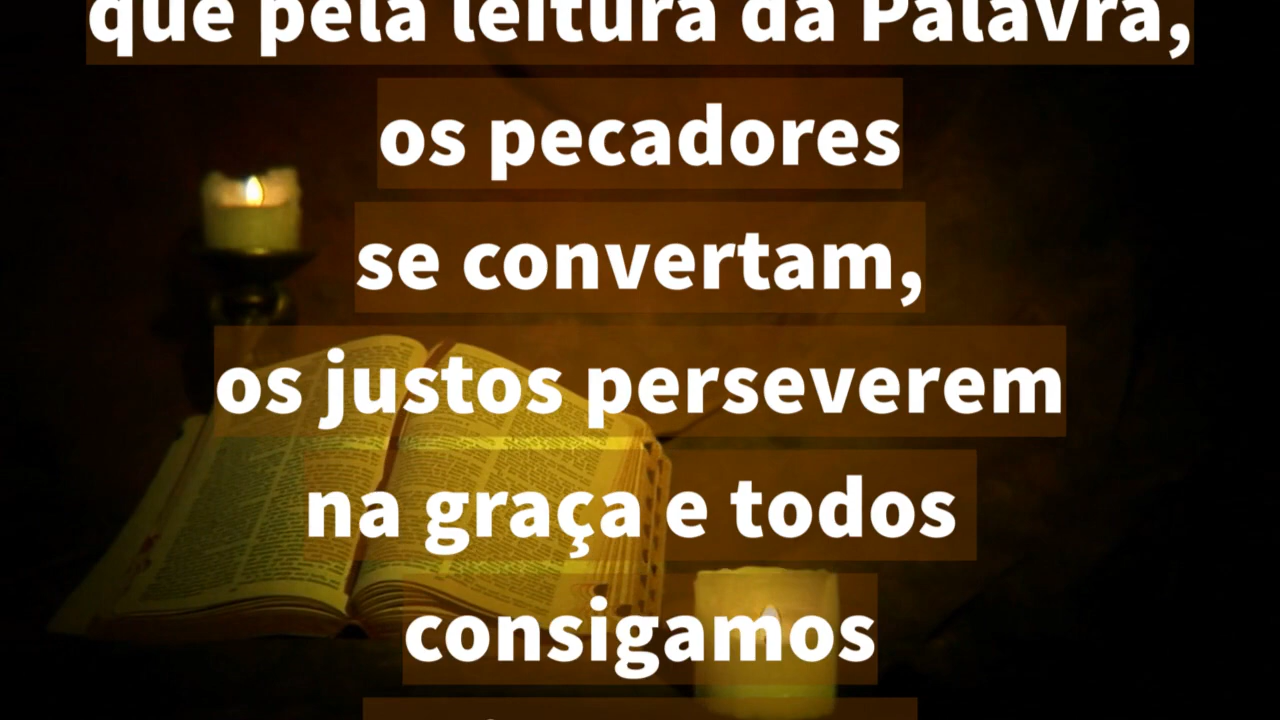 que pela leitura da Palavra,
os pecadores
se convertam,
os justos perseverem
na graça e todos
consigamos